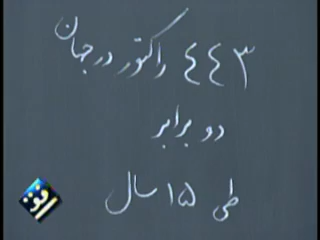 ۴۴۳ راکتور در جهان
دو برابر
طی ۱۵ سال